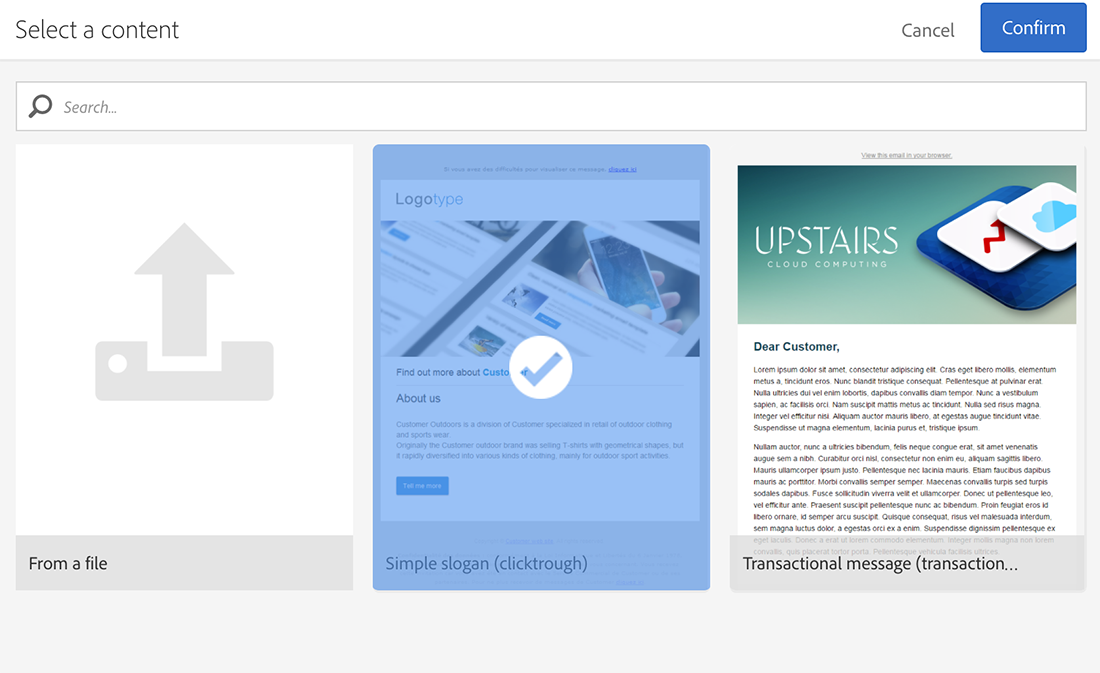 Select a content
Cancel
Confirm
Search...
From a file
Si vous avez des difficultés pour visualiser ce message, cliquez ici
Logotype
Find out more about Custo
About us
Customer Outdoors is a division of Customer specialized in retail of outdoor clothing
and sports wear.
Originally the Customer outdoor brand was selling T-shirts with geometrical shapes, but
it rapidly diversified into various kinds of clothing, mainly for outdoor sport activities.
Tell me more
Simple slogan (clicktrough)
View this email in your browser.
UPSTAIRS
CLOUD COMPUTING
Dear Customer,
Lorem ipsum dolor sit amet, consectetur adipiscing elit. Cras eget libero mollis, elementum
metus a, tincidunt eros. Nunc blandit tristique consequat. Pellentesque at pulvinar erat.
Nulla ultricies dui vel enim lobortis, dapibus convallis diam tempor. Nunc a vestibulum
sapien, ac facilisis orci. Nam suscipit mattis metus ac tincidunt. Nulla sed risus magna.
Integer vel efficitur nisi. Aliquam auctor mauris libero, at egestas augue tincidunt vitae.
Suspendisse ut magna elementum, lacinia purus et, tristique ipsum.
Nullam auctor, nunc a ultricies bibendum, felis neque congue erat, sit amet venenatis
augue sem a nibh. Curabitur orci nisl, consectetur non enim eu, aliquam sagittis libero.
Mauris ullamcorper ipsum justo. Pellentesque nec lacinia mauris. Etiam faucibus dapibus
mauris ac porttitor. Morbi convallis semper semper. Maecenas convallis turpis sed turpis
sodales dapibus. Fusce sollicitudin viverra velit et ullamcorper. Donec ut pellentesque leo,
vel efficitur ante. Praesent suscipit pellentesque nunc ac bibendum. Proin feugiat eros id
libero ornare, id semper arcu suscipit. Quisque consequat, risus vel malesuada interdum,
sem magna luctus dolor, a egestas orci ex a enim. Suspendisse dignissim pellentesque ex
eget iaculis. Donec a erat ut lorem commodo elementum. Integer mollis magna non lorem
convallis, quis placerat tortor porta. Pellentesque vehicula facilisis ultrices.
Transactional message (transaction...